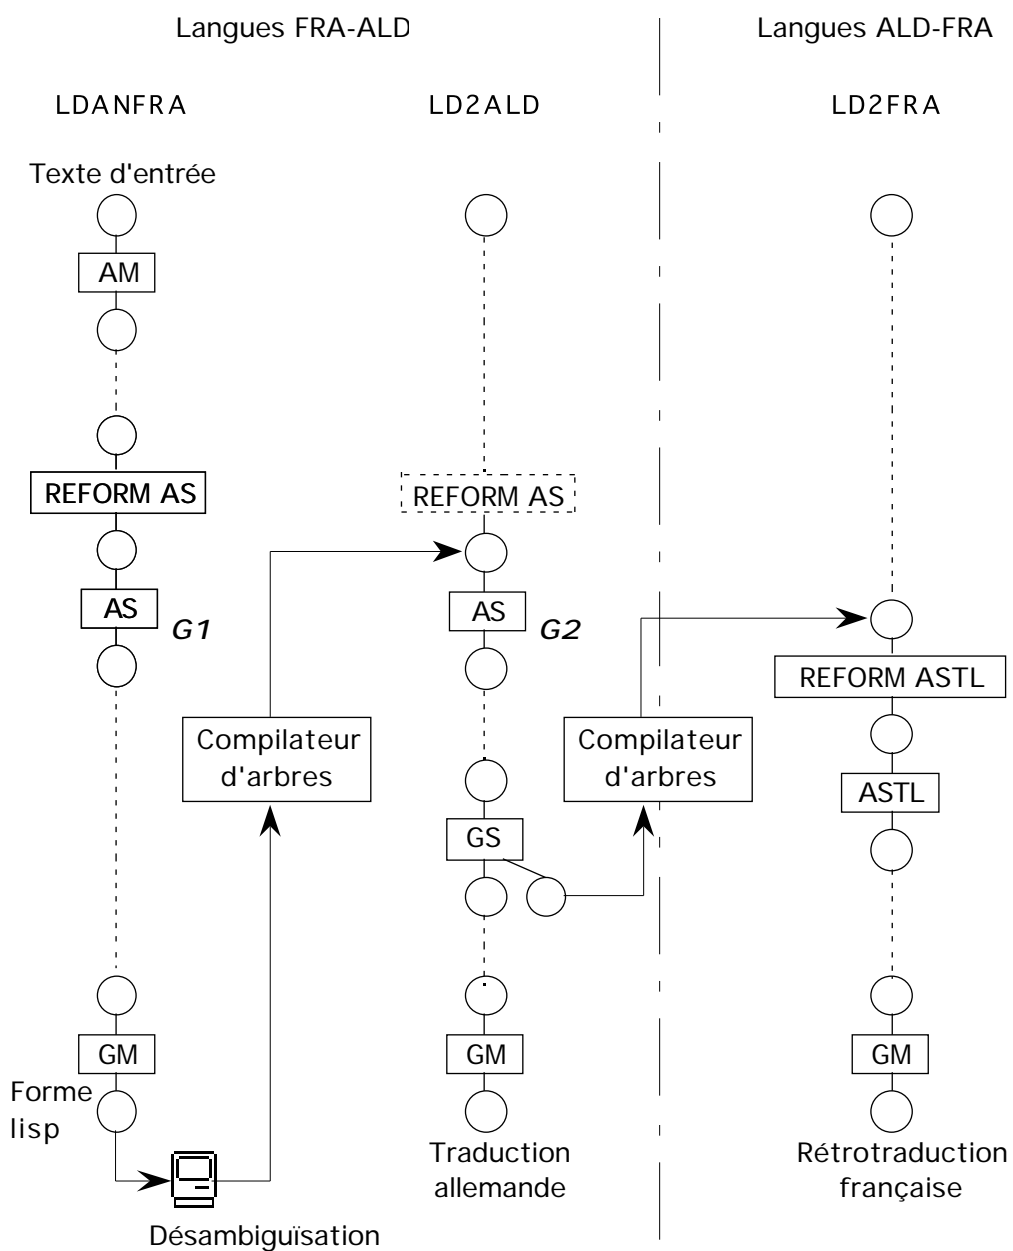 Langues FRA-ALD
Langues ALD-FRA
LDANFRA
LD2ALD
LD2FRA
Texte d'entrée
AM
REFORM AS
REFORM AS
AS
G1
AS
G2
REFORM ASTL
Compilateur
d'arbres
Compilateur
d'arbres
ASTL
GS
GM
GM
GM
Forme
lisp
Traduction
allemande
Rétrotraduction
française
Désambiguïsation